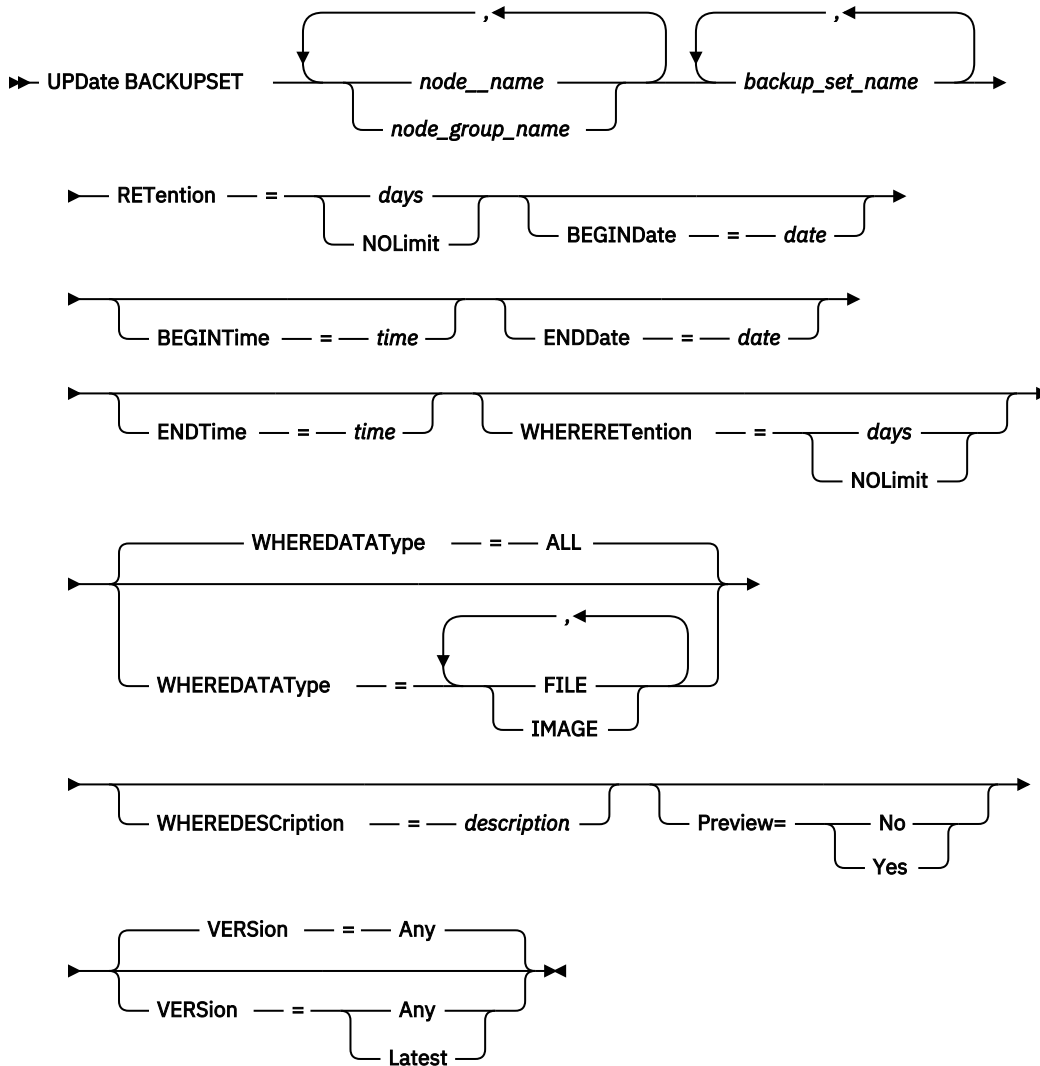 ,
,
UPDate BACKUPSET node__name backup_set_name
node_group_name
RETention = days
NOLimit
BEGINDate = date
BEGINTime = time
ENDDate = date
ENDTime = time
WHERERETention = days
NOLimit
WHEREDATAType = ALL
,
WHEREDATAType = FILE
IMAGE
WHEREDESCription = description
Preview= No
Yes
VERSion = Any
VERSion = Any
Latest